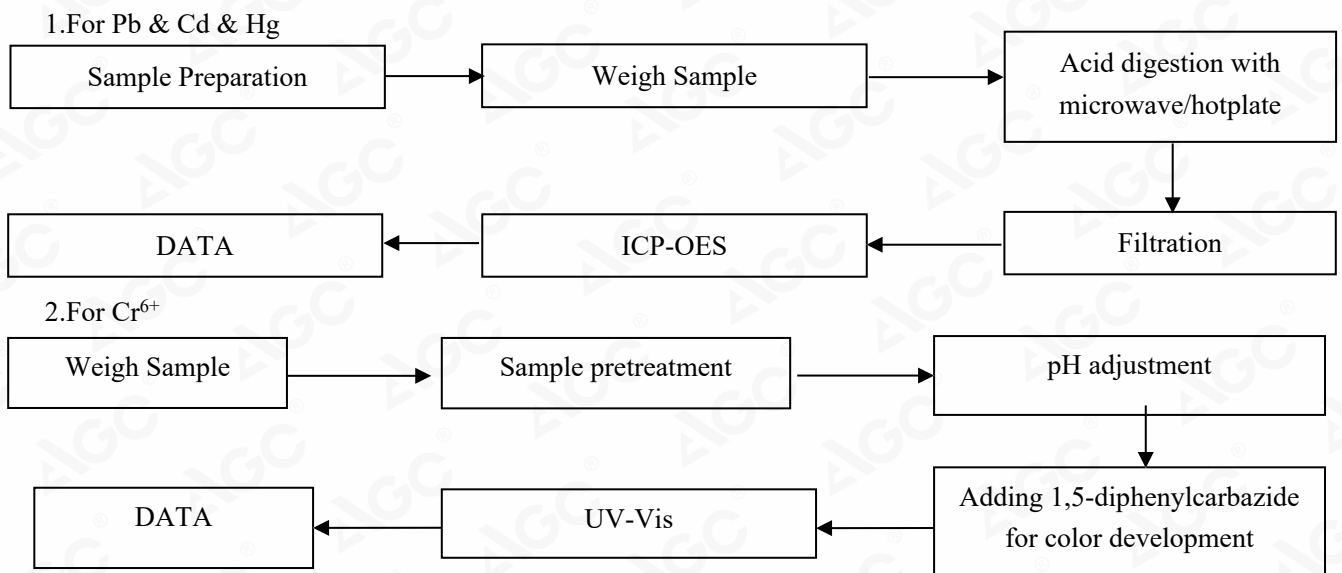 1.For Pb & Cd & Hg
Sample Preparation
Weigh Sample
Acid digestion with
microwave/hotplate
Filtration
ICP-OES
DATA
2.For Cr⁶⁺
Weigh Sample
Sample pretreatment
pH adjustment
Adding 1,5-diphenylcarbazide
for color development
UV-Vis
DATA